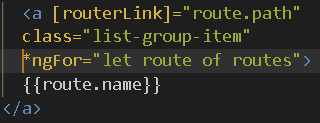 <a [routerLink]="route.path"
class="list-group-item"
*ngFor="let route of routes">
{{route.name}}
</a>